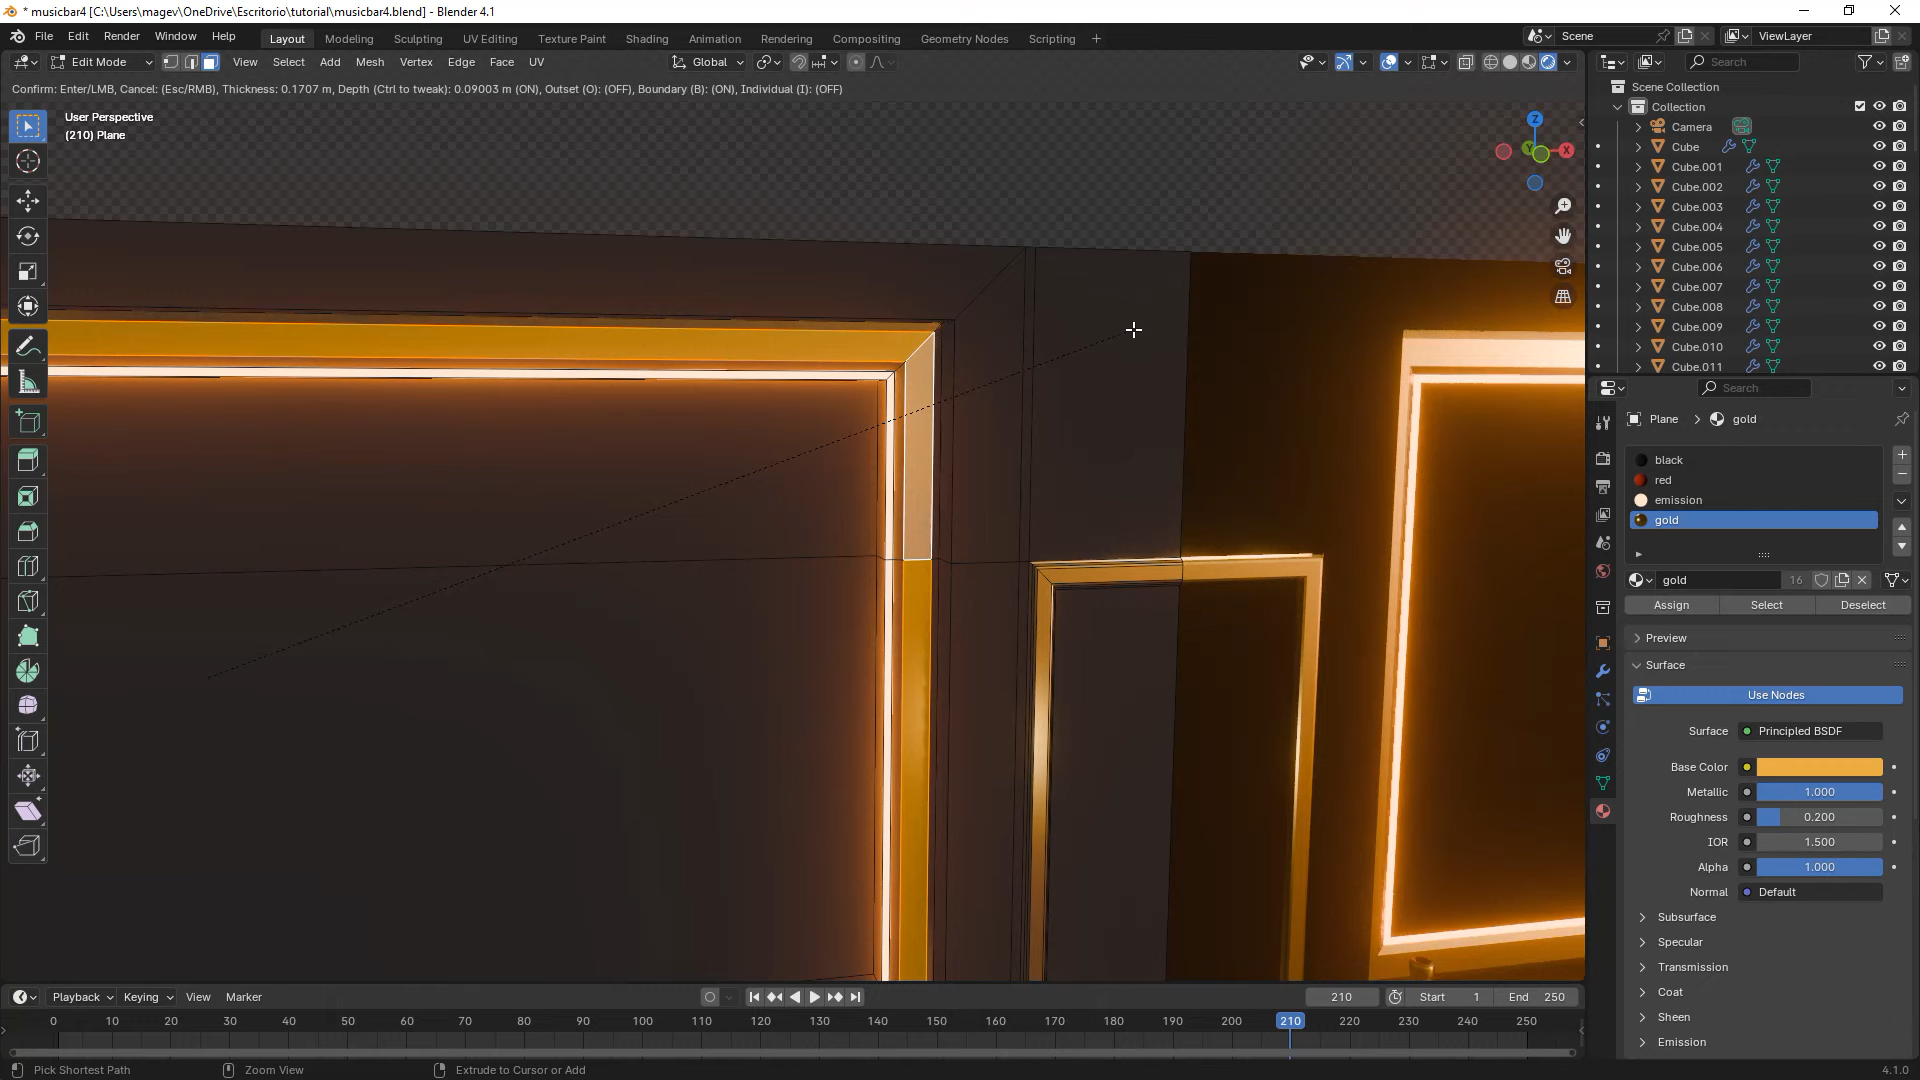 * musicbar4 [C:\Users\magev\OneDrive\Escritorio\tutorial\musicbar4.blend] - Blender 4.1
File Edit Render Window Help Layout Modeling Sculpting UV Editing Texture Paint Shading Animation Rendering Compositing Geometry Nodes Scripting + Scene ViewLayer
Edit Mode View Select Add Mesh Vertex Edge Face UV Global Search
Confirm: Enter/LMB, Cancel: (Esc/RMB), Thickness: 0.1707 m, Depth (Ctrl to tweak): 0.09003 m (ON), Outset (O): (OFF), Boundary (B): (ON), Individual (I): (OFF)
User Perspective
(210) Plane
Z
Y
X
Scene Collection
Collection
Camera
Cube
Cube.001
Cube.002
Cube.003
Cube.004
Cube.005
Cube.006
Cube.007
Cube.008
Cube.009
Cube.010
Cube.011
Search
Plane > gold
black
red
emission
gold
gold 16
Assign Select Deselect
Preview
Surface
Use Nodes
Surface Principled BSDF
Base Color
Metallic 1.000
Roughness 0.200
IOR 1.500
Alpha 1.000
Normal Default
Subsurface
Specular
Transmission
Coat
Sheen
Emission
Playback Keying View Marker 210 Start 1 End 250
0 10 20 30 40 50 60 70 80 90 100 110 120 130 140 150 160 170 180 190 200 210 220 230 240 250
Pick Shortest Path Zoom View Extrude to Cursor or Add 4.1.0